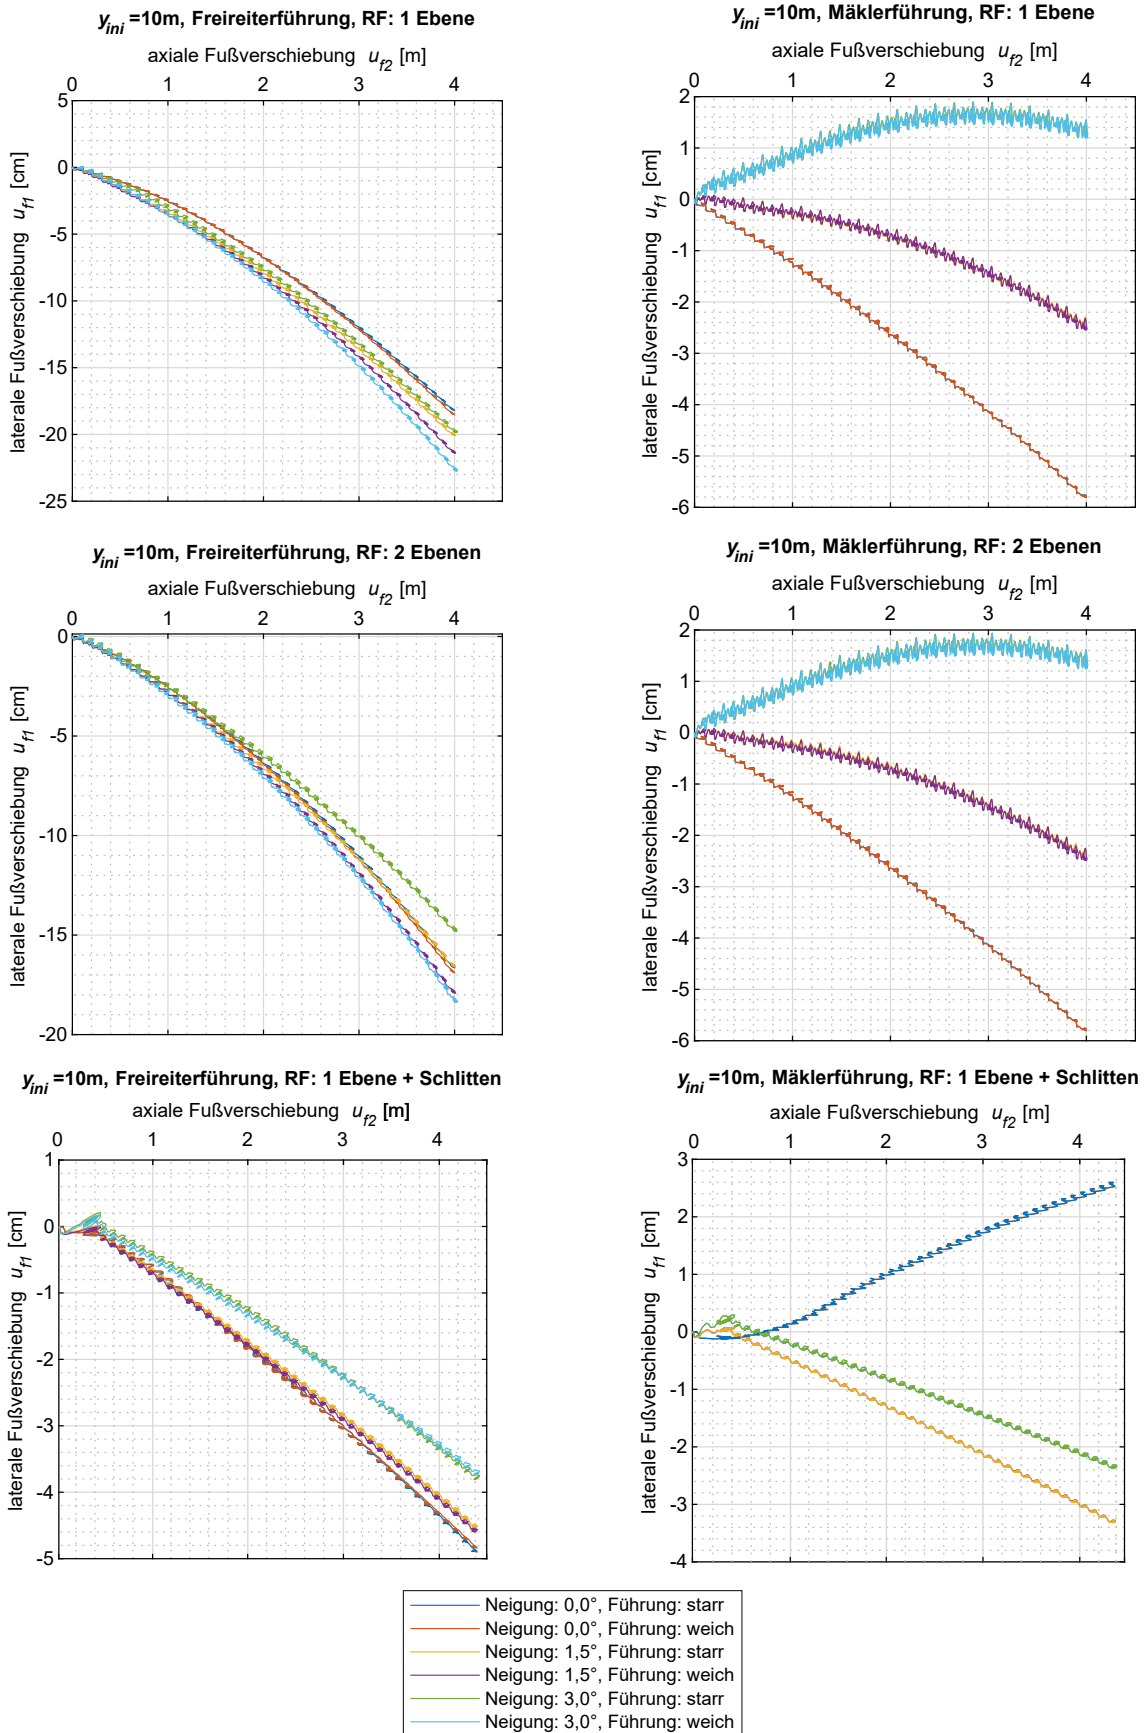 y_ini =10m, Freireiterführung, RF: 1 Ebene
axiale Fußverschiebung u_f2 [m]
0 1 2 3 4
5
0
-5
-10
-15
-20
-25
laterale Fußverschiebung u_f1 [cm]
y_ini =10m, Mäklerführung, RF: 1 Ebene
axiale Fußverschiebung u_f2 [m]
0 1 2 3 4
2
1
0
-1
-2
-3
-4
-5
-6
laterale Fußverschiebung u_f1 [cm]
y_ini =10m, Freireiterführung, RF: 2 Ebenen
axiale Fußverschiebung u_f2 [m]
0 1 2 3 4
0
-5
-10
-15
-20
laterale Fußverschiebung u_f1 [cm]
y_ini =10m, Mäklerführung, RF: 2 Ebenen
axiale Fußverschiebung u_f2 [m]
0 1 2 3 4
2
1
0
-1
-2
-3
-4
-5
-6
laterale Fußverschiebung u_f1 [cm]
y_ini =10m, Freireiterführung, RF: 1 Ebene + Schlitten
axiale Fußverschiebung u_f2 [m]
0 1 2 3 4
1
0
-1
-2
-3
-4
-5
laterale Fußverschiebung u_f1 [cm]
y_ini =10m, Mäklerführung, RF: 1 Ebene + Schlitten
axiale Fußverschiebung u_f2 [m]
0 1 2 3 4
3
2
1
0
-1
-2
-3
-4
laterale Fußverschiebung u_f1 [cm]
Neigung: 0,0°, Führung: starr
Neigung: 0,0°, Führung: weich
Neigung: 1,5°, Führung: starr
Neigung: 1,5°, Führung: weich
Neigung: 3,0°, Führung: starr
Neigung: 3,0°, Führung: weich